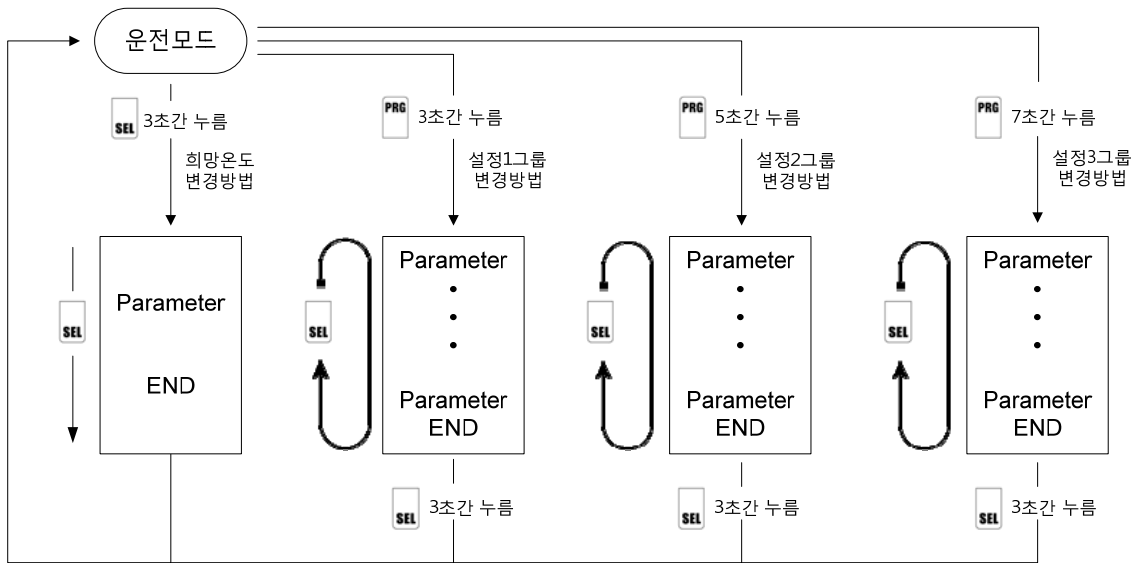 운전모드
SEL 3초간 누름
희망온도
변경방법
PRG 3초간 누름
설정1그룹
변경방법
PRG 5초간 누름
설정2그룹
변경방법
PRG 7초간 누름
설정3그룹
변경방법
SEL
Parameter
END
SEL
Parameter
Parameter
END
SEL
Parameter
Parameter
END
SEL
Parameter
Parameter
END
SEL 3초간 누름
SEL 3초간 누름
SEL 3초간 누름